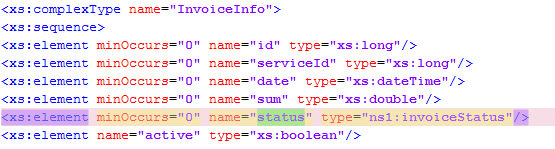 <xs:complexType name="InvoiceInfo">
<xs:sequence>
<xs:element minOccurs="0" name="id" type="xs:long"/>
<xs:element minOccurs="0" name="serviceId" type="xs:long"/>
<xs:element minOccurs="0" name="date" type="xs:dateTime"/>
<xs:element minOccurs="0" name="sum" type="xs:double"/>
<xs:element minOccurs="0" name="status" type="ns1:invoiceStatus"/>
<xs:element name="active" type="xs:boolean"/>